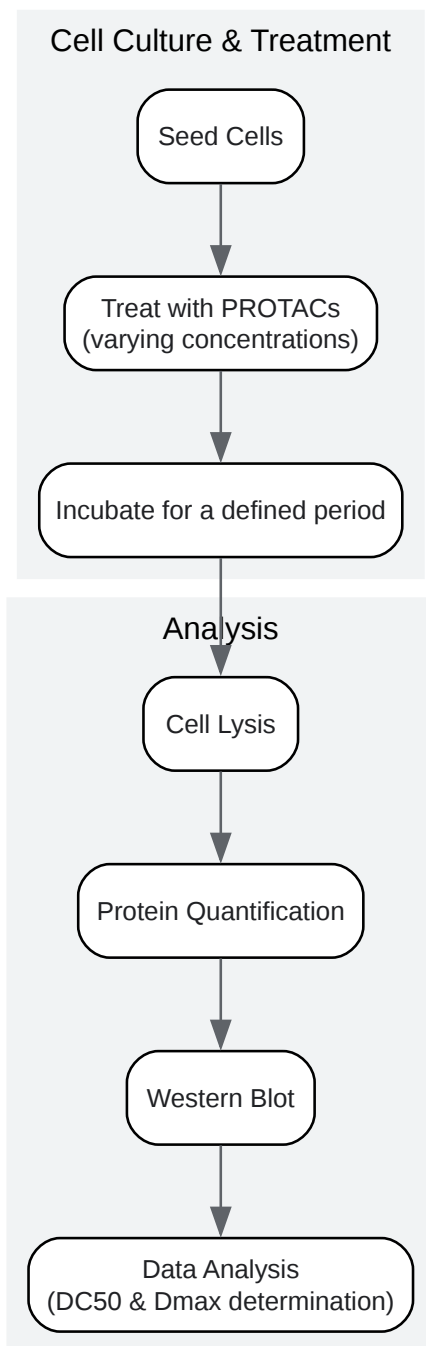 Cell Culture & Treatment
Seed Cells
Treat with PROTACs
(varying concentrations)
Incubate for a defined period
Analysis
Cell Lysis
Protein Quantification
Western Blot
Data Analysis
(DC50 & Dmax determination)